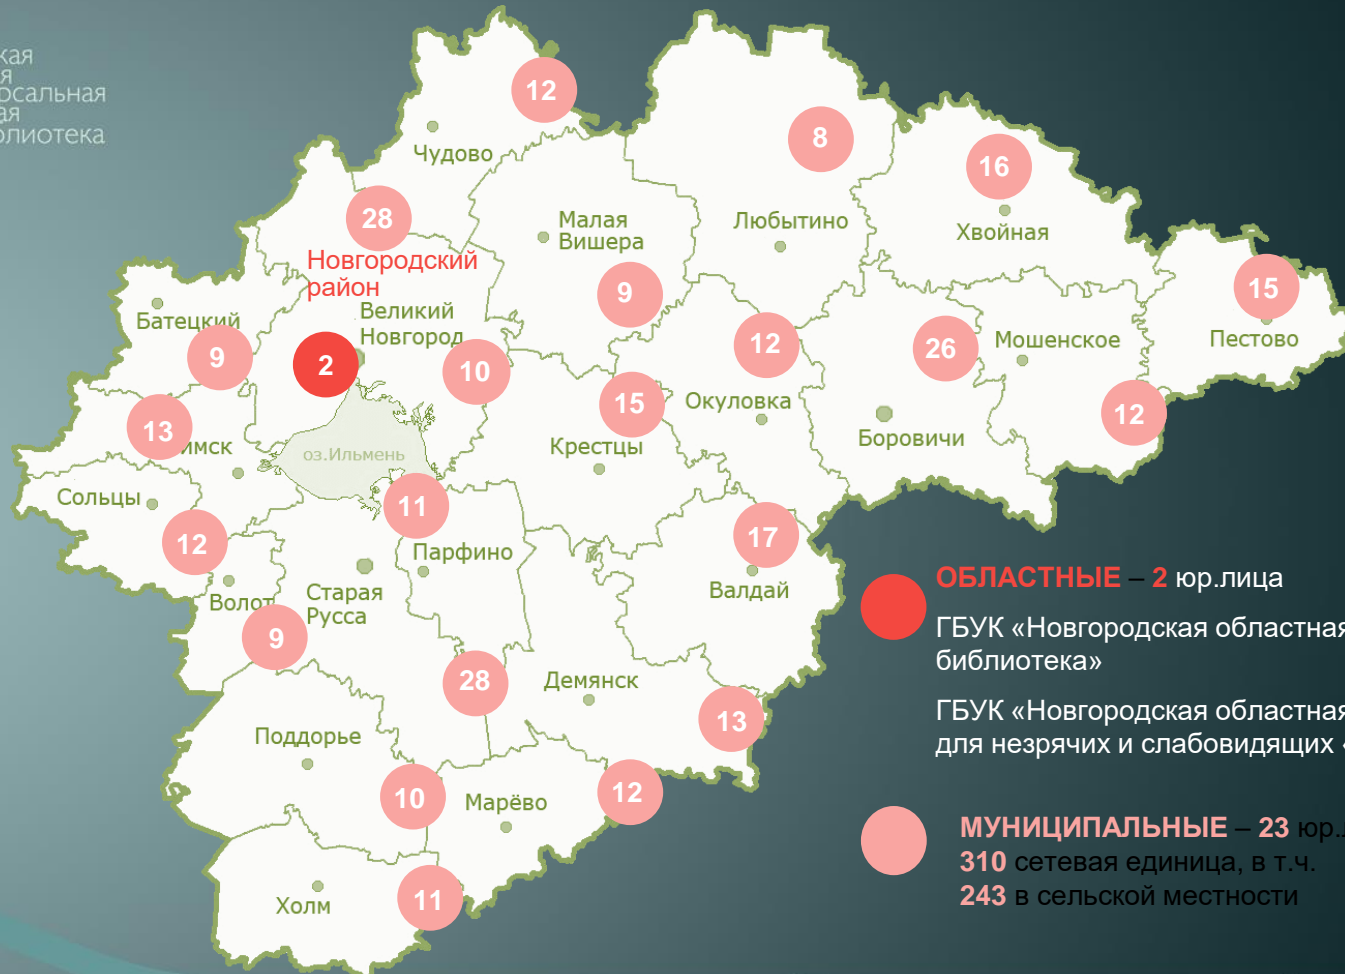 кая
я
рсальная
ая
блиотека
12
Чудово
28
Новгородский
район
8
Любытино
16
Хвойная
Малая
Вишера
9
15
Пестово
Батецкий
9
Великий
Новгород
2
10
12
Окуловка
26
Боровичи
Мошенское
12
13
имск
оз.Ильмень
15
Крестцы
Сольцы
12
11
Парфино
17
Валдай
Волот
9
Старая
Русса
28
Демянск
13
Поддорье
10
Марёво
12
Холм
11
ОБЛАСТНЫЕ – 2 юр.лица
ГБУК «Новгородская областная
библиотека»
ГБУК «Новгородская областная
для незрячих и слабовидящих «
МУНИЦИПАЛЬНЫЕ – 23 юр.
310 сетевая единица, в т.ч.
243 в сельской местности